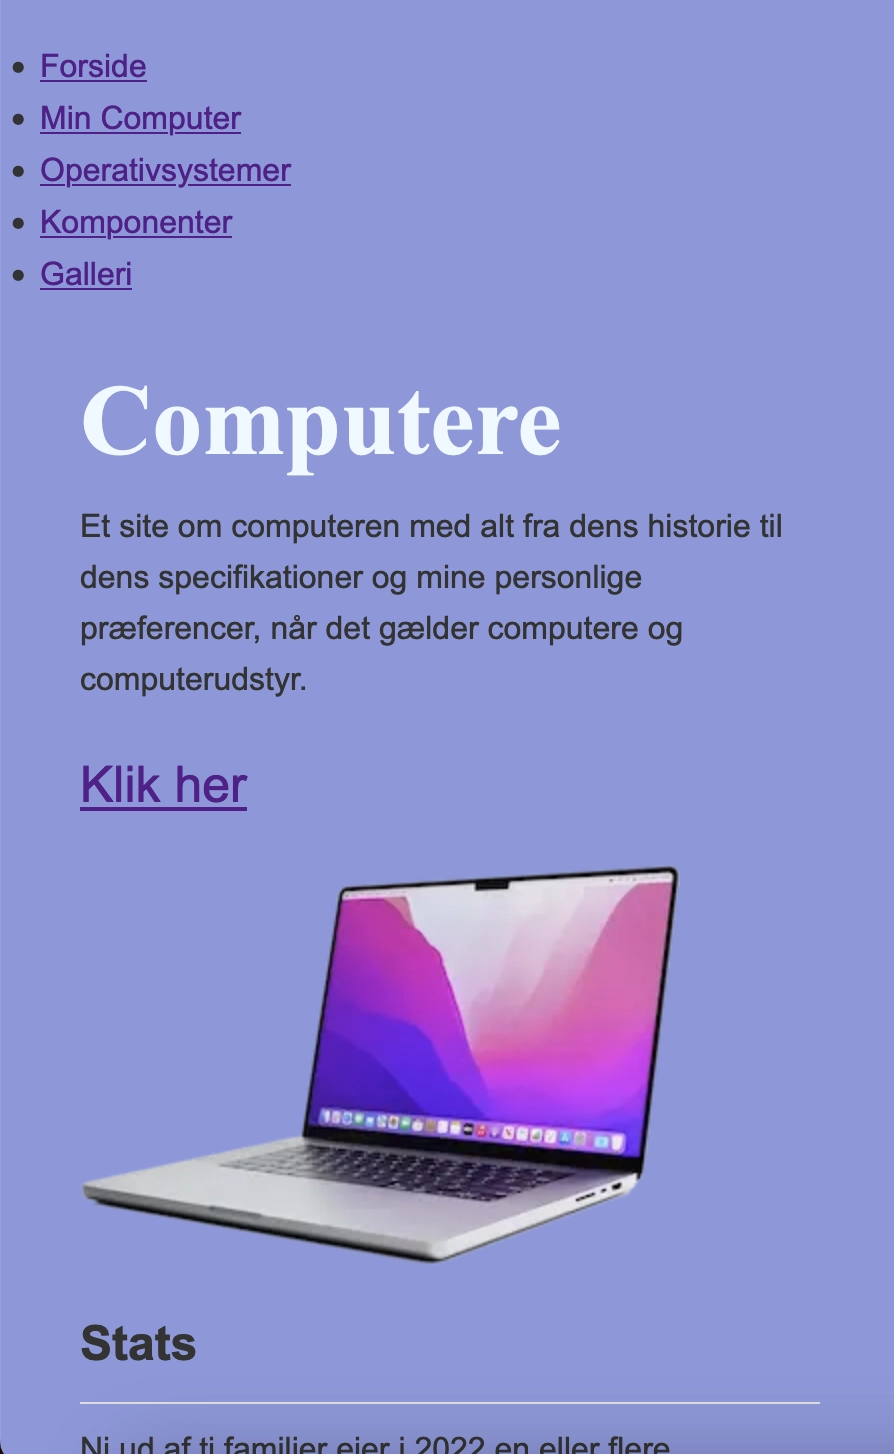 Forside
Min Computer
Operativsystemer
Komponenter
Galleri
Computere
Et site om computeren med alt fra dens historie til
dens specifikationer og mine personlige
præferencer, når det gælder computere og
computerudstyr.
Klik her
Stats
Ni ud af ti familier ejer i 2022 en eller flere